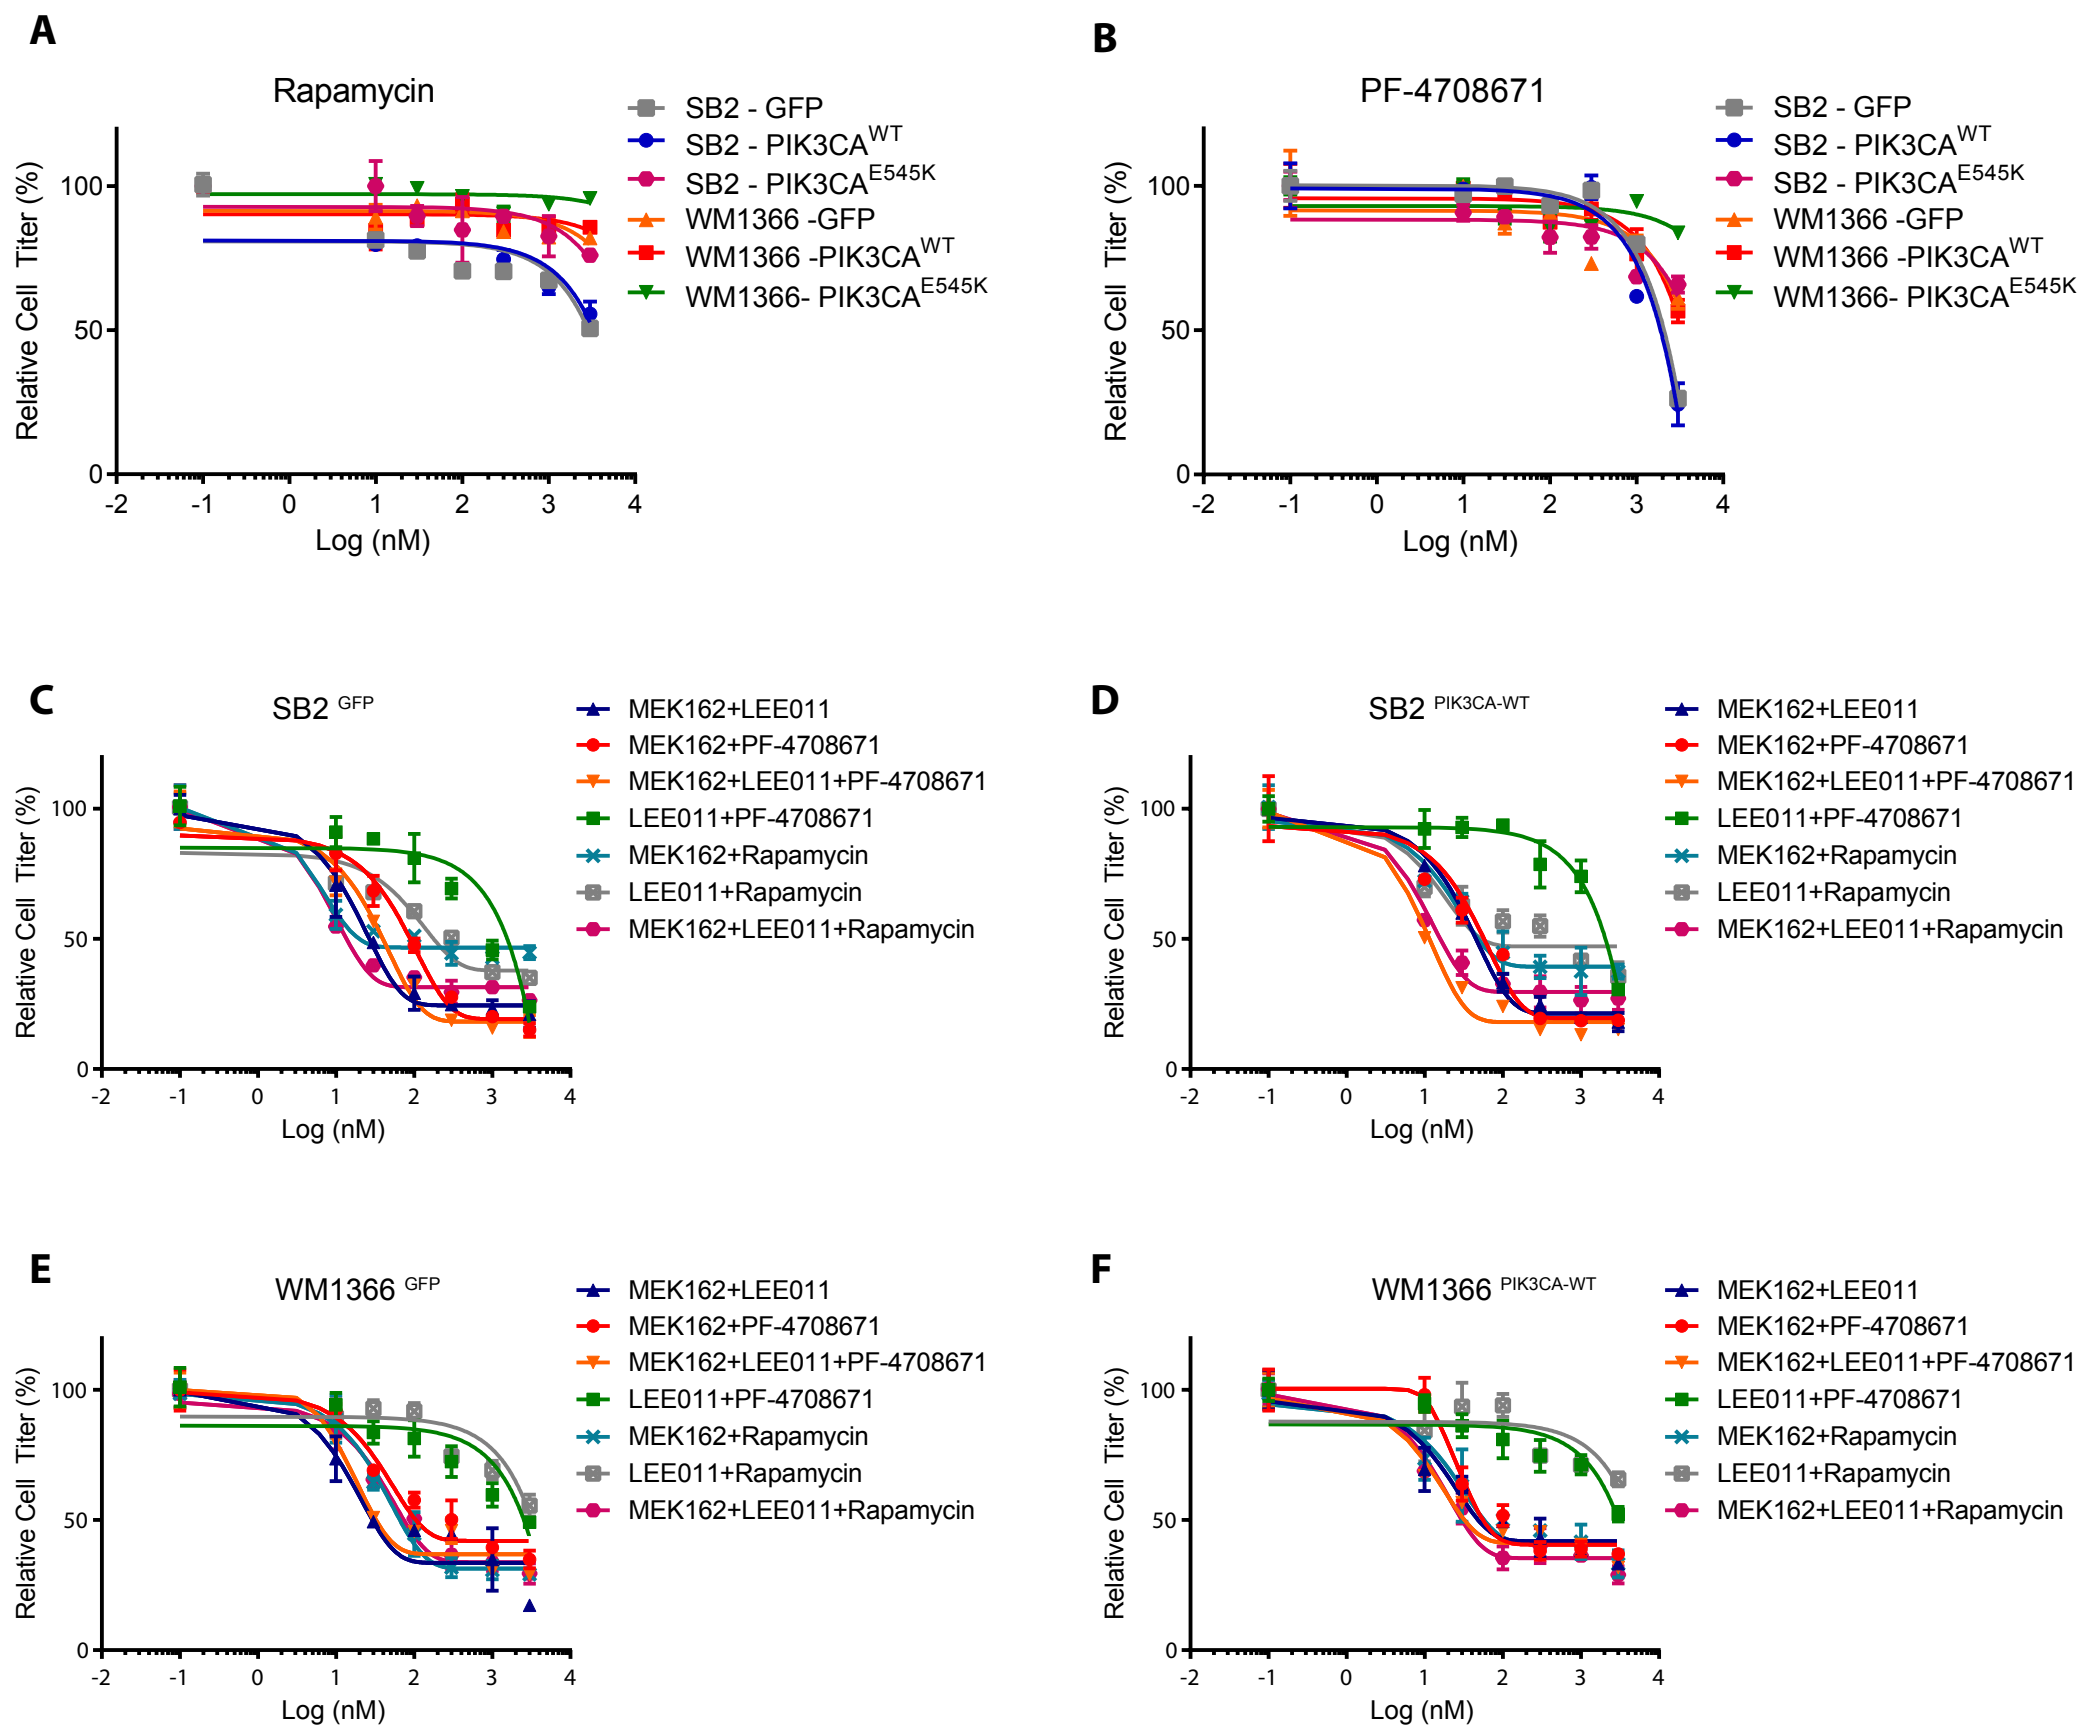 A
Rapamycin
SB2 - GFP
SB2 - PIK3CA^WT
SB2 - PIK3CA^E545K
WM1366 -GFP
WM1366 -PIK3CA^WT
WM1366- PIK3CA^E545K
Relative Cell Titer (%)
100
50
0
-2 -1 0 1 2 3 4
Log (nM)
B
PF-4708671
SB2 - GFP
SB2 - PIK3CA^WT
SB2 - PIK3CA^E545K
WM1366 -GFP
WM1366 -PIK3CA^WT
WM1366- PIK3CA^E545K
Relative Cell Titer (%)
100
50
0
-2 -1 0 1 2 3 4
Log (nM)
C
SB2 GFP
MEK162+LEE011
MEK162+PF-4708671
MEK162+LEE011+PF-4708671
LEE011+PF-4708671
MEK162+Rapamycin
LEE011+Rapamycin
MEK162+LEE011+Rapamycin
Relative Cell Titer (%)
100
50
0
-2 -1 0 1 2 3 4
Log (nM)
D
SB2 PIK3CA-WT
MEK162+LEE011
MEK162+PF-4708671
MEK162+LEE011+PF-4708671
LEE011+PF-4708671
MEK162+Rapamycin
LEE011+Rapamycin
MEK162+LEE011+Rapamycin
Relative Cell Titer (%)
100
50
0
-2 -1 0 1 2 3 4
Log (nM)
E
WM1366 GFP
MEK162+LEE011
MEK162+PF-4708671
MEK162+LEE011+PF-4708671
LEE011+PF-4708671
MEK162+Rapamycin
LEE011+Rapamycin
MEK162+LEE011+Rapamycin
Relative Cell Titer (%)
100
50
0
-2 -1 0 1 2 3 4
Log (nM)
F
WM1366 PIK3CA-WT
MEK162+LEE011
MEK162+PF-4708671
MEK162+LEE011+PF-4708671
LEE011+PF-4708671
MEK162+Rapamycin
LEE011+Rapamycin
MEK162+LEE011+Rapamycin
Relative Cell Titer (%)
100
50
0
-2 -1 0 1 2 3 4
Log (nM)